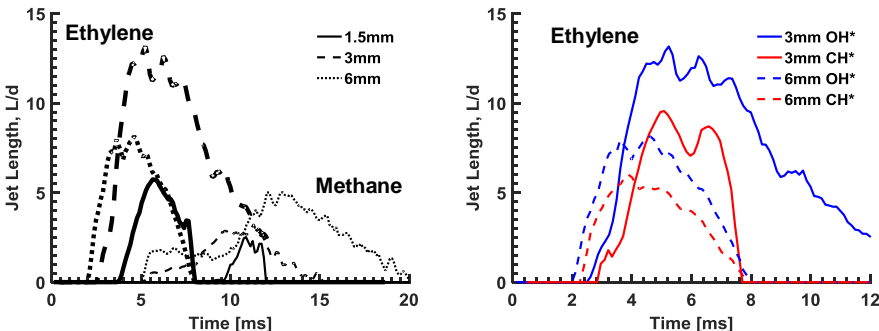 Ethylene
1.5mm
3mm
6mm
Methane
15
10
5
0
0
5
10
15
20
Jet Length, L/d
Time [ms]
Ethylene
3mm OH*
3mm CH*
6mm OH*
6mm CH*
15
10
5
0
0
2
4
6
8
10
12
Jet Length, L/d
Time [ms]